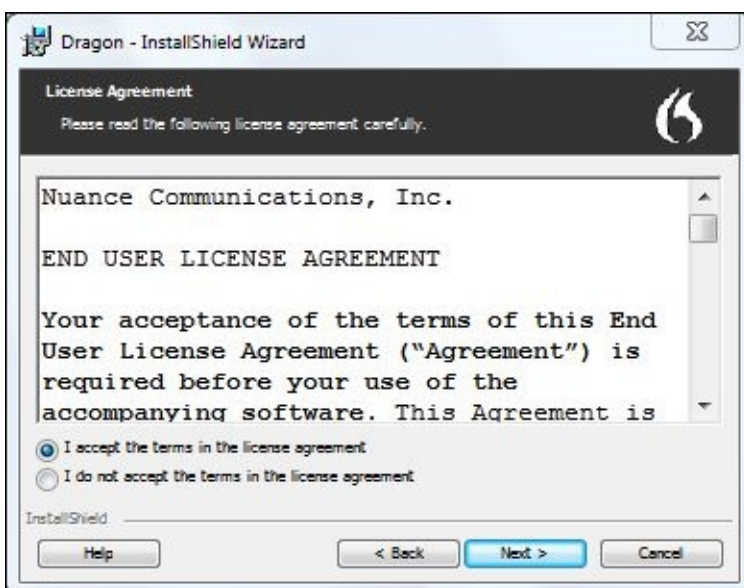 Dragon - InstallShield Wizard
License Agreement
Please read the following license agreement carefully.
Nuance Communications, Inc.
END USER LICENSE AGREEMENT
Your acceptance of the terms of this End
User License Agreement (“Agreement”) is
required before your use of the
accompanying software. This Agreement is
I accept the terms in the license agreement
I do not accept the terms in the license agreement
InstallShield
Help < Back Next > Cancel